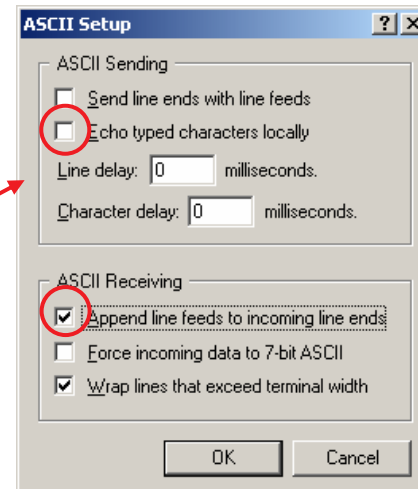 ASCII Setup
ASCII Sending
Send line ends with line feeds
Echo typed characters locally
Line delay: 0 milliseconds.
Character delay: 0 milliseconds.
ASCII Receiving
Append line feeds to incoming line ends
Force incoming data to 7-bit ASCII
Wrap lines that exceed terminal width
OK Cancel